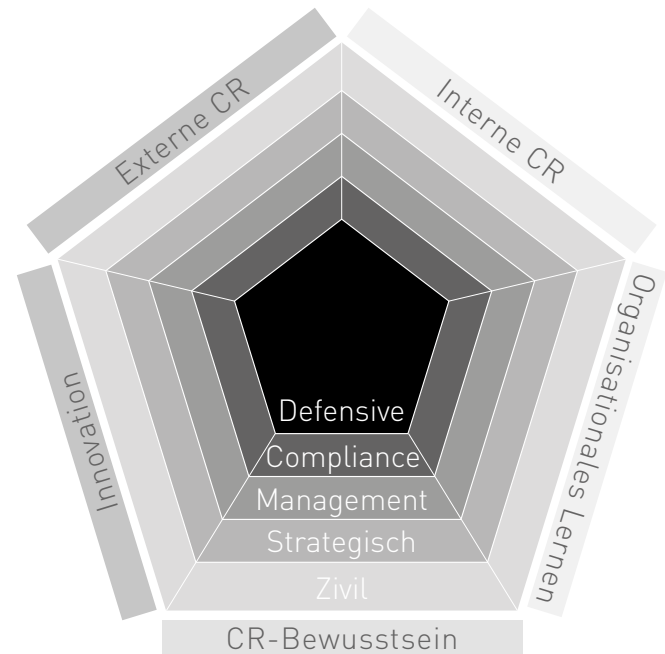 Externe CR
Interne CR
Innovation
Organisationales Lernen
Defensive
Compliance
Management
Strategisch
Zivil
CR-Bewusstsein